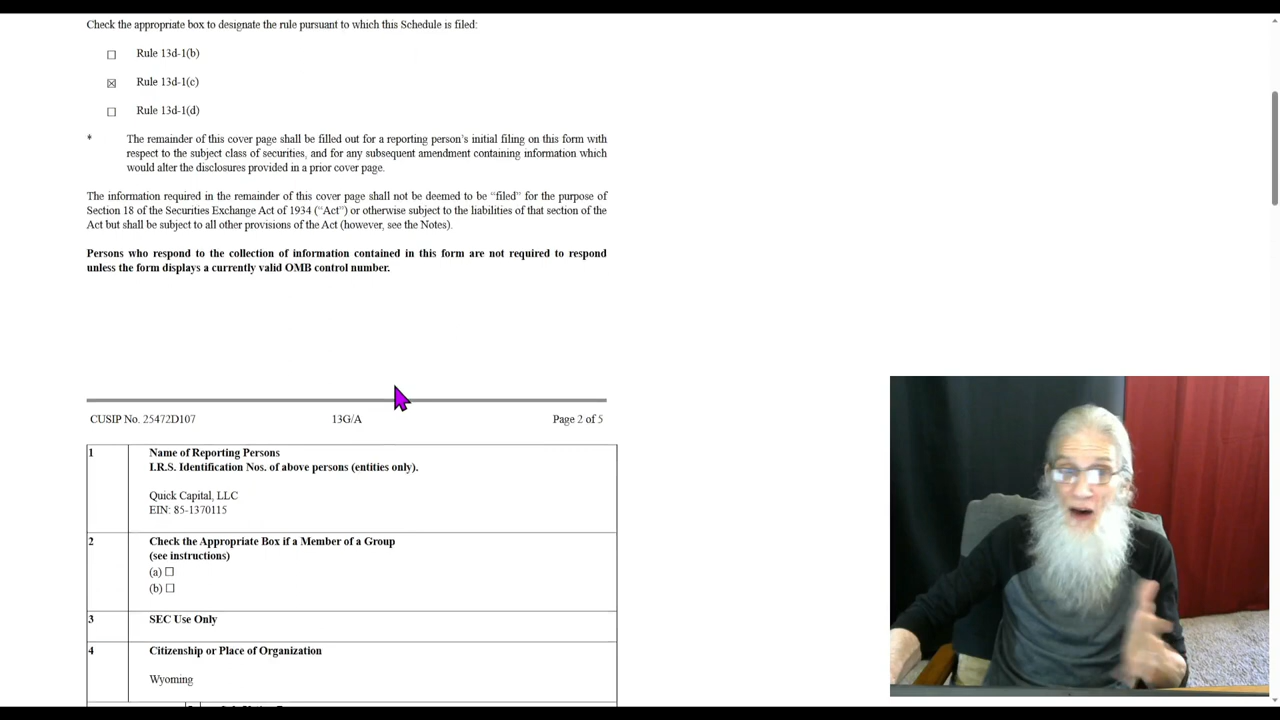 Check the appropriate box to designate the rule pursuant to which this Schedule is filed:
☐ Rule 13d-1(b)
☒ Rule 13d-1(c)
☐ Rule 13d-1(d)
* The remainder of this cover page shall be filled out for a reporting person's initial filing on this form with
respect to the subject class of securities, and for any subsequent amendment containing information which
would alter the disclosures provided in a prior cover page.
The information required in the remainder of this cover page shall not be deemed to be “filed” for the purpose of
Section 18 of the Securities Exchange Act of 1934 (“Act”) or otherwise subject to the liabilities of that section of the
Act but shall be subject to all other provisions of the Act (however, see the Notes).
Persons who respond to the collection of information contained in this form are not required to respond
unless the form displays a currently valid OMB control number.
CUSIP No. 25472D107 13G/A Page 2 of 5
1 Name of Reporting Persons
I.R.S. Identification Nos. of above persons (entities only).
Quick Capital, LLC
EIN: 85-1370115
2 Check the Appropriate Box if a Member of a Group
(see instructions)
(a) ☐
(b) ☐
3 SEC Use Only
4 Citizenship or Place of Organization
Wyoming